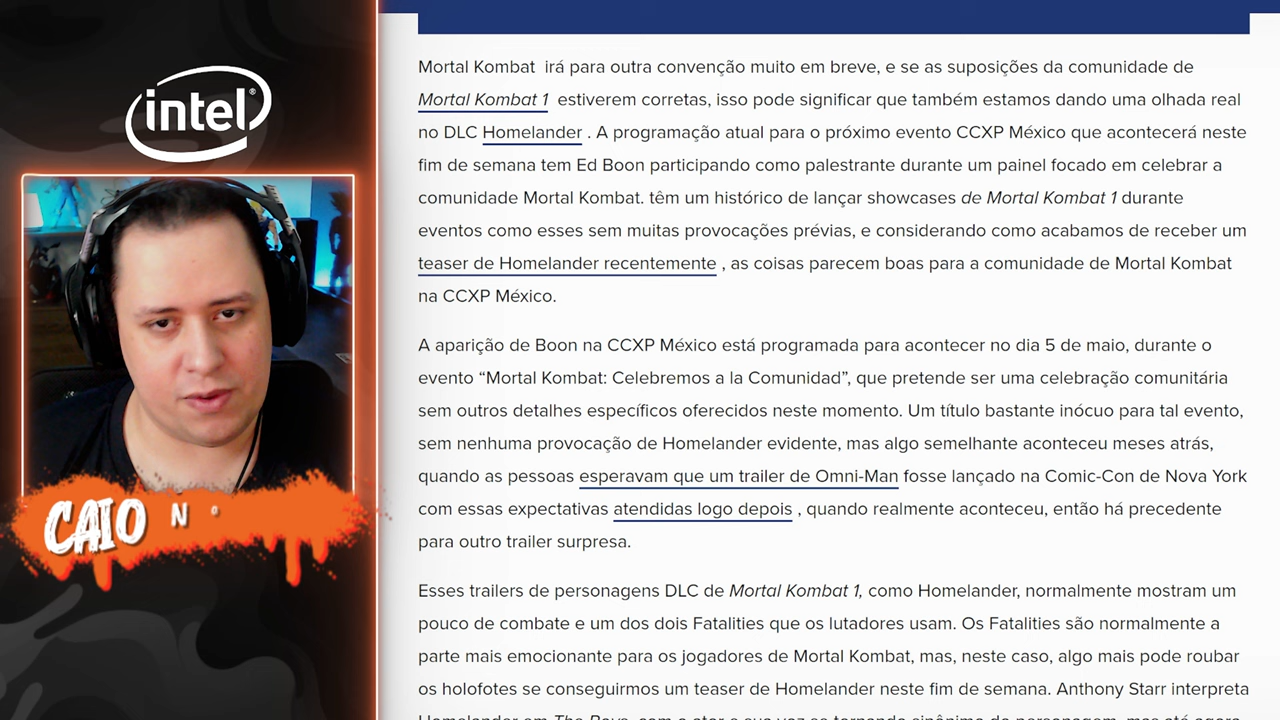 intel®
CAIO N
Mortal Kombat irá para outra convenção muito em breve, e se as suposições da comunidade de
Mortal Kombat 1 estiverem corretas, isso pode significar que também estamos dando uma olhada real
no DLC Homelander . A programação atual para o próximo evento CCXP México que acontecerá neste
fim de semana tem Ed Boon participando como palestrante durante um painel focado em celebrar a
comunidade Mortal Kombat. têm um histórico de lançar showcases de Mortal Kombat 1 durante
eventos como esses sem muitas provocações prévias, e considerando como acabamos de receber um
teaser de Homelander recentemente , as coisas parecem boas para a comunidade de Mortal Kombat
na CCXP México.
A aparição de Boon na CCXP México está programada para acontecer no dia 5 de maio, durante o
evento “Mortal Kombat: Celebremos a la Comunidad”, que pretende ser uma celebração comunitária
sem outros detalhes específicos oferecidos neste momento. Um título bastante inócuo para tal evento,
sem nenhuma provocação de Homelander evidente, mas algo semelhante aconteceu meses atrás,
quando as pessoas esperavam que um trailer de Omni-Man fosse lançado na Comic-Con de Nova York
com essas expectativas atendidas logo depois , quando realmente aconteceu, então há precedente
para outro trailer surpresa.
Esses trailers de personagens DLC de Mortal Kombat 1, como Homelander, normalmente mostram um
pouco de combate e um dos dois Fatalities que os lutadores usam. Os Fatalities são normalmente a
parte mais emocionante para os jogadores de Mortal Kombat, mas, neste caso, algo mais pode roubar
os holofotes se conseguirmos um teaser de Homelander neste fim de semana. Anthony Starr interpreta